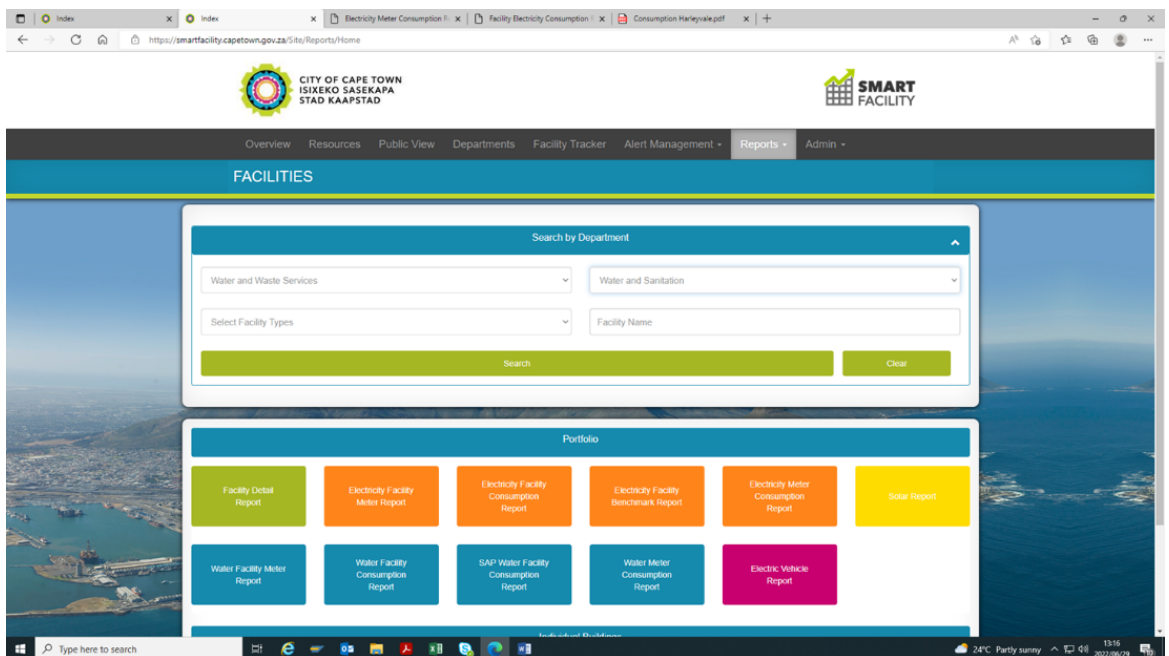 Index
Index
Electricity Meter Consumption R
Facility Electricity Consumption
Consumption Harleyvale.pdf
https://smartfacility.capetown.gov.za/Site/Reports/Home
CITY OF CAPE TOWN
ISIXEKO SASEKAPA
STAD KAAPSTAD
SMART
FACILITY
Overview Resources Public View Departments Facility Tracker Alert Management Reports Admin
FACILITIES
Search by Department
Water and Waste Services
Water and Sanitation
Select Facility Types
Facility Name
Search
Clear
Portfolio
Facility Detail
Report
Electricity Facility
Meter Report
Electricity Facility
Consumption
Report
Electricity Facility
Benchmark Report
Electricity Meter
Consumption
Report
Solar Report
Water Facility Meter
Report
Water Facility
Consumption
Report
SAP Water Facility
Consumption
Report
Water Meter
Consumption
Report
Electric Vehicle
Report
Individual Buildings
Type here to search
24°C Partly sunny
13:16
2022/06/29